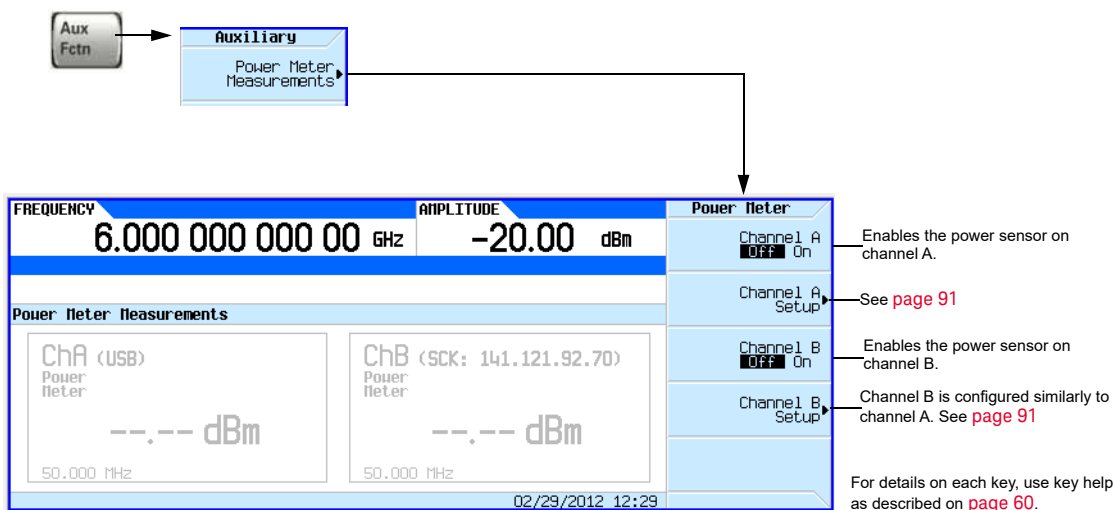 Aux
Fctn
Auxiliary
Power Meter
Measurements
FREQUENCY
6.000 000 000 00 GHz
AMPLITUDE
-20.00 dBm
Power Meter Measurements
ChA (USB)
Power
Meter
--.-- dBm
50.000 MHz
ChB (SCK: 141.121.92.70)
Power
Meter
--.-- dBm
50.000 MHz
02/29/2012 12:29
Power Meter
Channel A
Off On
Enables the power sensor on
channel A.
Channel A
Setup
See page 91
Channel B
Off On
Enables the power sensor on
channel B.
Channel B
Setup
Channel B is configured similarly to
channel A. See page 91
For details on each key, use key help
as described on page 60.